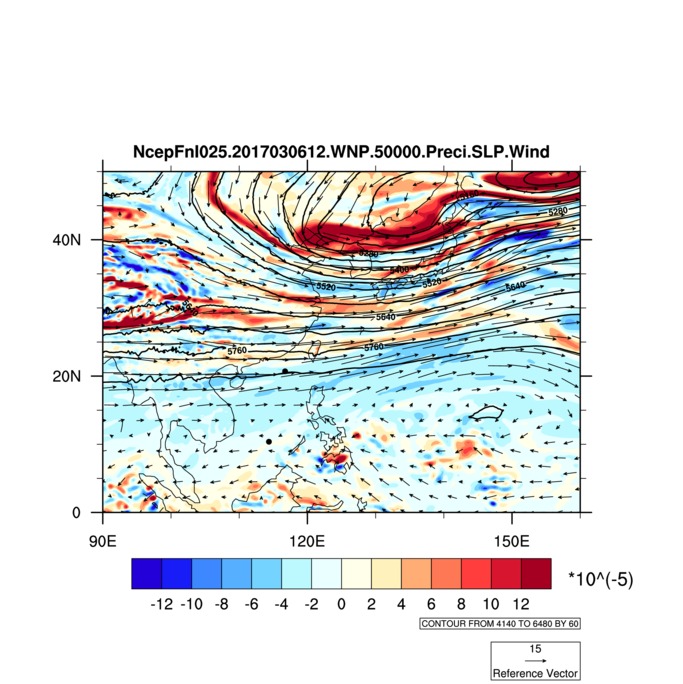 NcepFnl025.2017030612.WNP.50000.Preci.SLP.Wind
5280
40N
5280
5400
5520
5520
5640
5640
5760
5760
20N
0
90E 120E 150E
-12 -10 -8 -6 -4 -2 0 2 4 6 8 10 12
*10^(-5)
CONTOUR FROM 4140 TO 6480 BY 60
15
Reference Vector